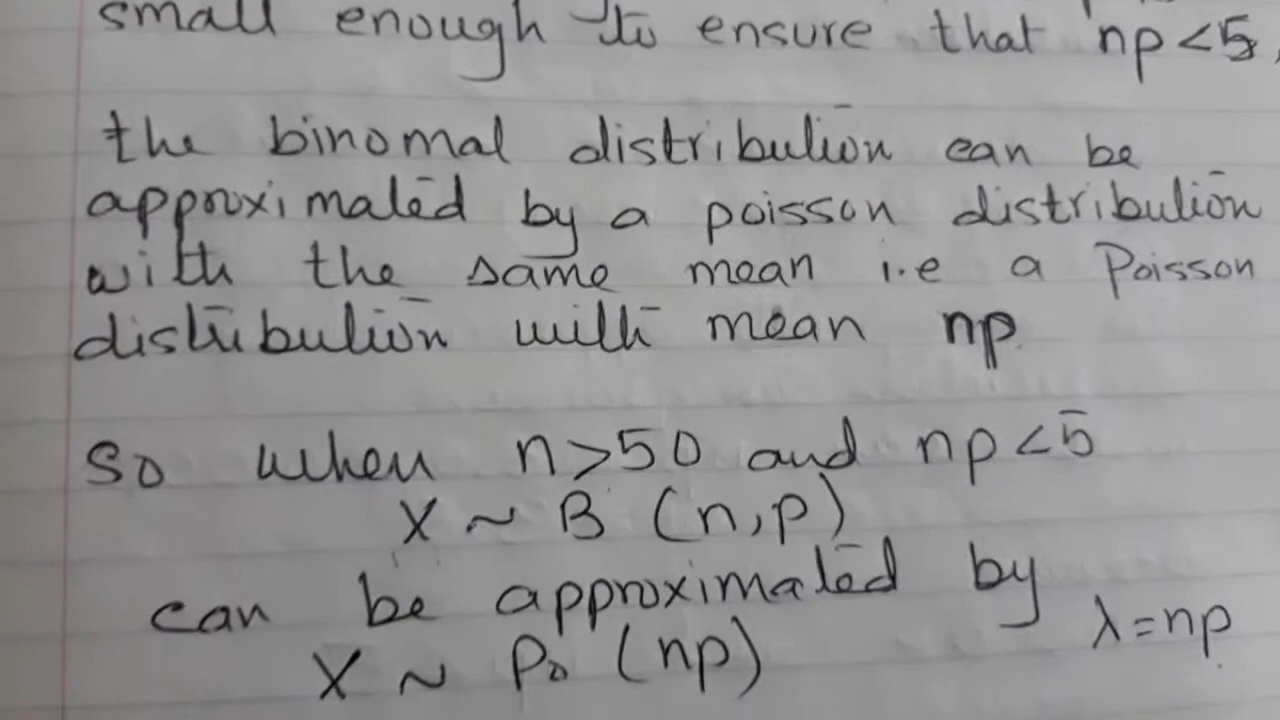 small enough to ensure that np<5,
the binomal distribution can be
approximated by a poisson distribution
with the same mean i.e a Poisson
distribution with mean np
So when n>50 and np<5
X ~ B (n,p)
can be approximated by
λ=np
X ~ Po (np)